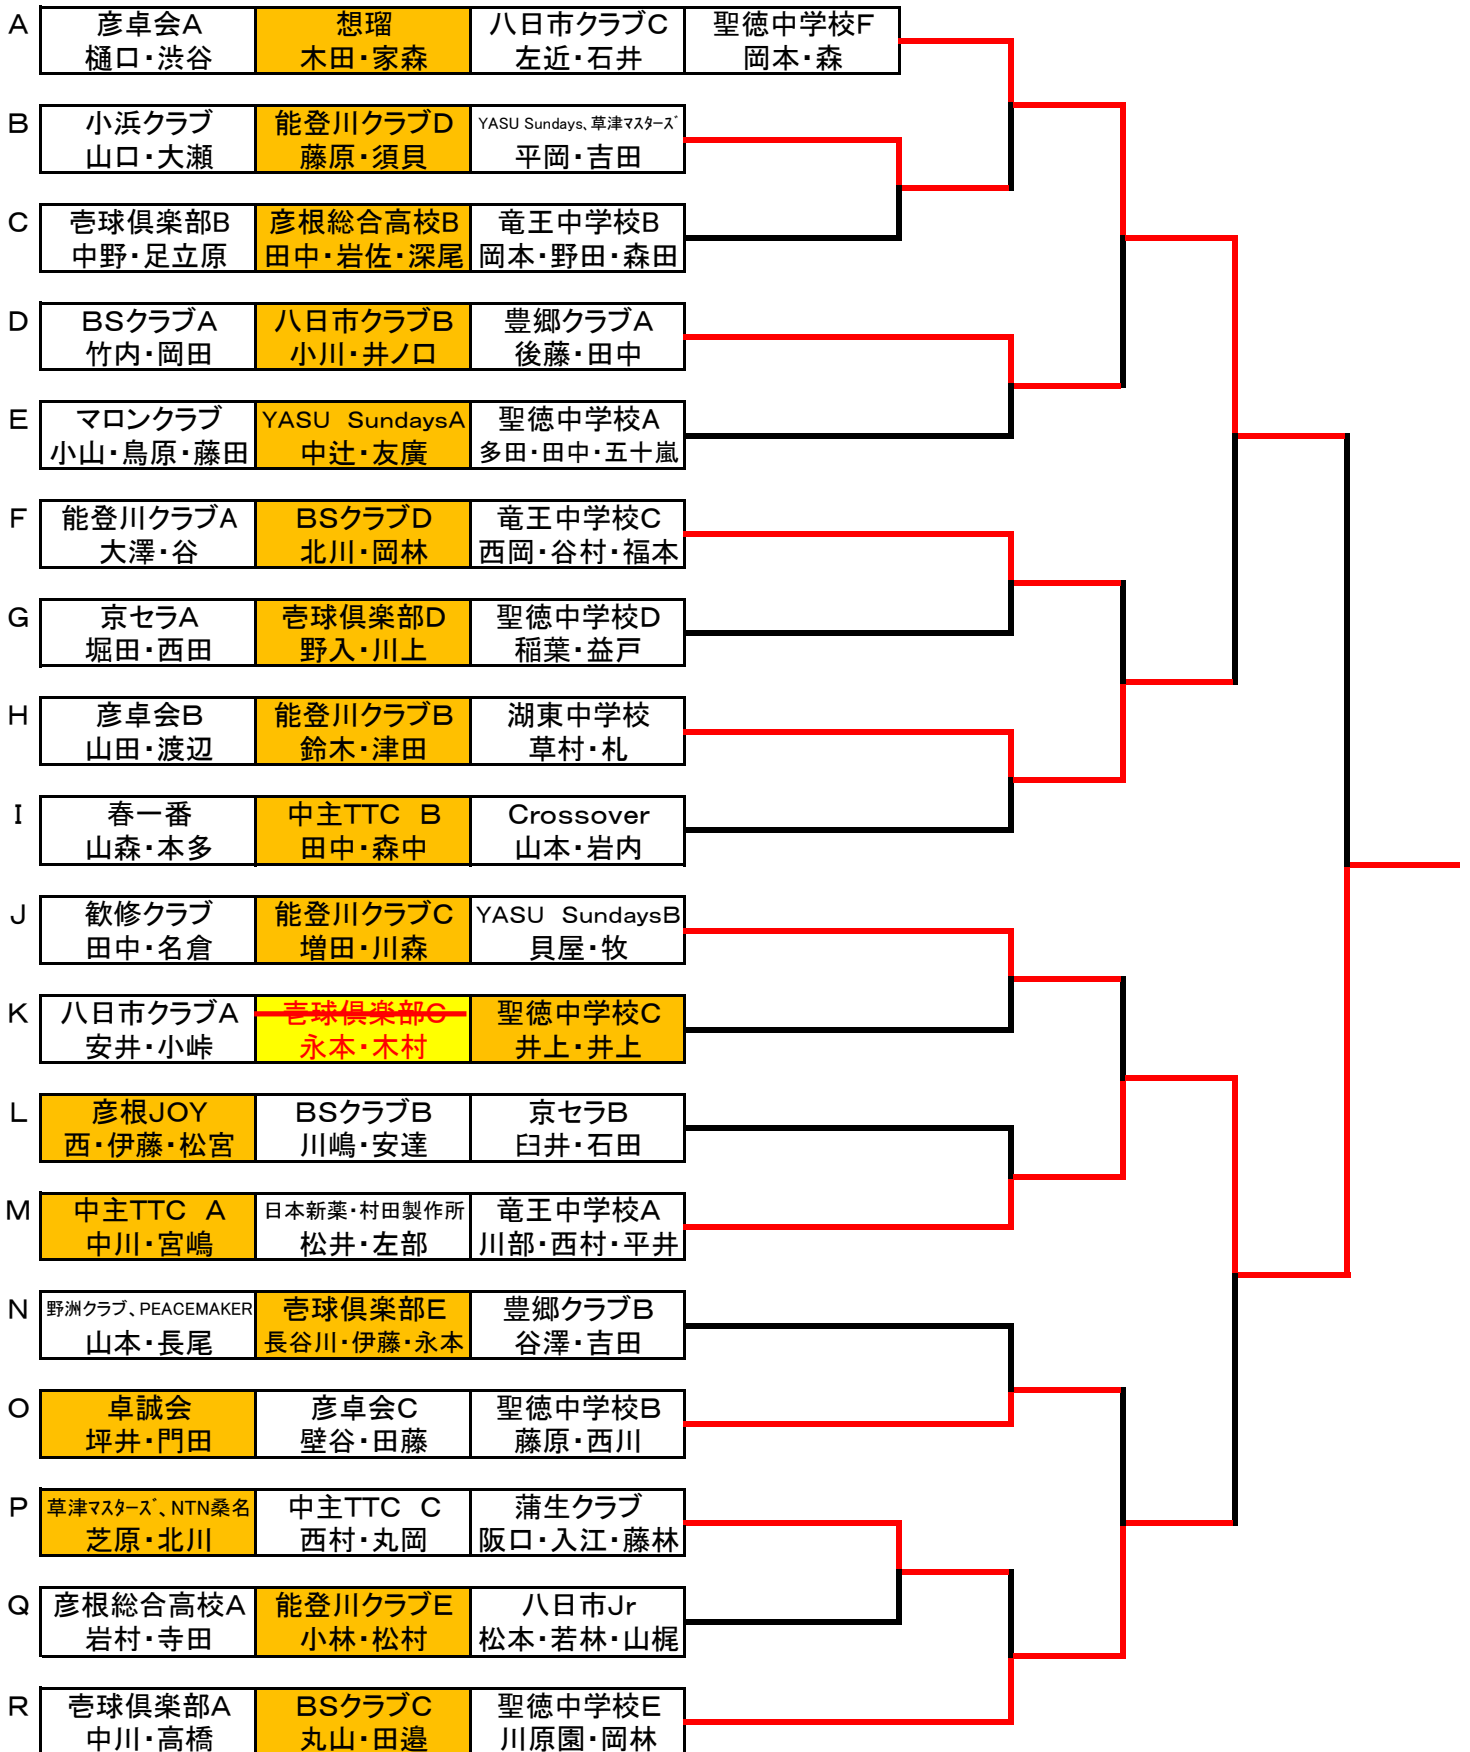 A
彦卓会A 想瑠 八日市クラブC 聖徳中学校F
樋口・渋谷 木田・家森 左近・石井 岡本・森
B
小浜クラブ 能登川クラブD YASU Sundays、草津マスターズ
山口・大瀬 藤原・須貝 平岡・吉田
C
壱球倶楽部B 彦根総合高校B 竜王中学校B
中野・足立原 田中・岩佐・深尾 岡本・野田・森田
D
BSクラブA 八日市クラブB 豊郷クラブA
竹内・岡田 小川・井ノ口 後藤・田中
E
マロンクラブ YASU SundaysA 聖徳中学校A
小山・鳥原・藤田 中辻・友廣 多田・田中・五十嵐
F
能登川クラブA BSクラブD 竜王中学校C
大澤・谷 北川・岡林 西岡・谷村・福本
G
京セラA 壱球倶楽部D 聖徳中学校D
堀田・西田 野入・川上 稲葉・益戸
H
彦卓会B 能登川クラブB 湖東中学校
山田・渡辺 鈴木・津田 草村・札
I
春一番 中主TTC B Crossover
山森・本多 田中・森中 山本・岩内
J
歓修クラブ 能登川クラブC YASU SundaysB
田中・名倉 増田・川森 貝屋・牧
K
八日市クラブA 壱球倶楽部C 聖徳中学校C
安井・小峠 永本・木村 井上・井上
L
彦根JOY BSクラブB 京セラB
西・伊藤・松宮 川嶋・安達 臼井・石田
M
中主TTC A 日本新薬・村田製作所 竜王中学校A
中川・宮嶋 松井・左部 川部・西村・平井
N
野洲クラブ、PEACEMAKER 壱球倶楽部E 豊郷クラブB
山本・長尾 長谷川・伊藤・永本 谷澤・吉田
O
卓誠会 彦卓会C 聖徳中学校B
坪井・門田 壁谷・田藤 藤原・西川
P
草津マスターズ、NTN桑名 中主TTC C 蒲生クラブ
芝原・北川 西村・丸岡 阪口・入江・藤林
Q
彦根総合高校A 能登川クラブE 八日市Jr
岩村・寺田 小林・松村 松本・若林・山梶
R
壱球倶楽部A BSクラブC 聖徳中学校E
中川・高橋 丸山・田邉 川原園・岡林